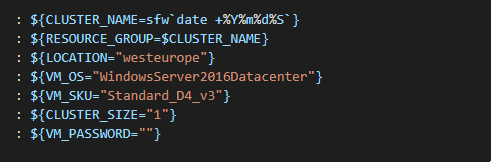 : ${CLUSTER_NAME=sfw`date +%Y%m%d%S`}
: ${RESOURCE_GROUP=$CLUSTER_NAME}
: ${LOCATION="westeurope"}
: ${VM_OS="WindowsServer2016Datacenter"}
: ${VM_SKU="Standard_D4_v3"}
: ${CLUSTER_SIZE="1"}
: ${VM_PASSWORD=""}